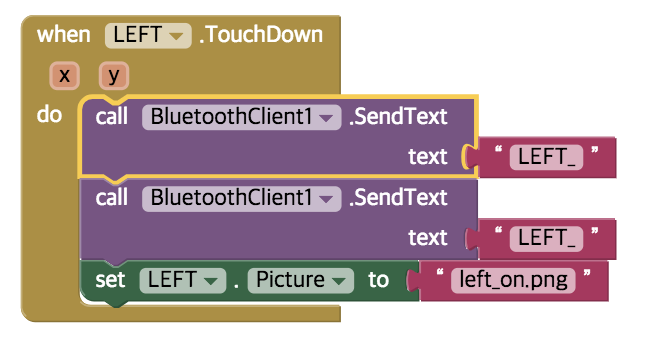 when LEFT .TouchDown
x y
do call BluetoothClient1 .SendText
text “ LEFT_ ”
call BluetoothClient1 .SendText
text “ LEFT_ ”
set LEFT . Picture to “ left_on.png ”